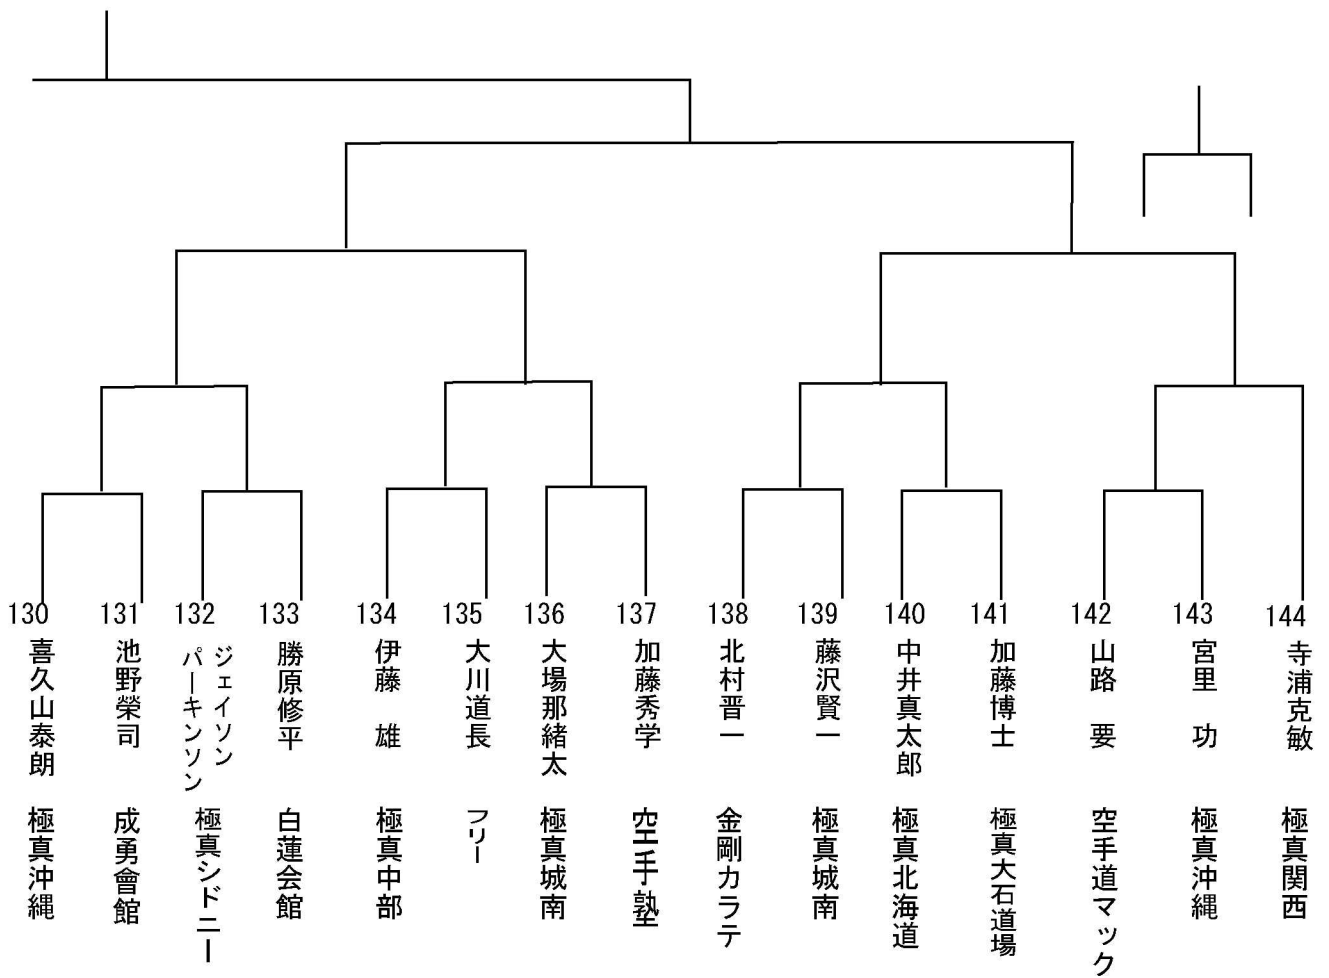 130
喜久山泰朗
極真沖縄
131
池野榮司
成勇會館
132
ジェイソン
パーキンソン
極真シドニー
133
勝原修平
白蓮会館
134
伊藤　雄
極真中部
135
大川道長
フリー
136
大場那緒太
極真城南
137
加藤秀学
空手塾
138
北村晋一
金剛カラテ
139
藤沢賢一
極真城南
140
中井真太郎
極真北海道
141
加藤博士
極真大石道場
142
山路　要
空手道マック
143
宮里　功
極真沖縄
144
寺浦克敏
極真関西